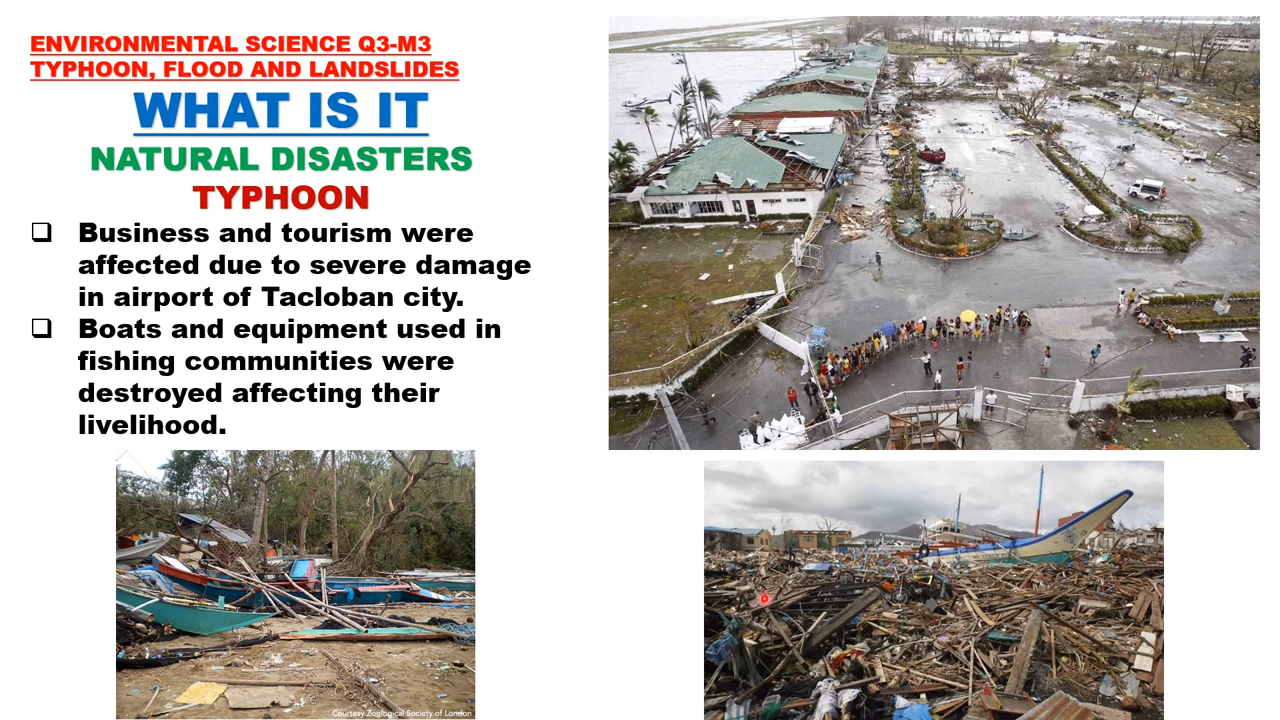 ENVIRONMENTAL SCIENCE Q3-M3
TYPHOON, FLOOD AND LANDSLIDES
WHAT IS IT
NATURAL DISASTERS
TYPHOON
Business and tourism were
affected due to severe damage
in airport of Tacloban city.
Boats and equipment used in
fishing communities were
destroyed affecting their
livelihood.
Courtesy Zoological Society of London